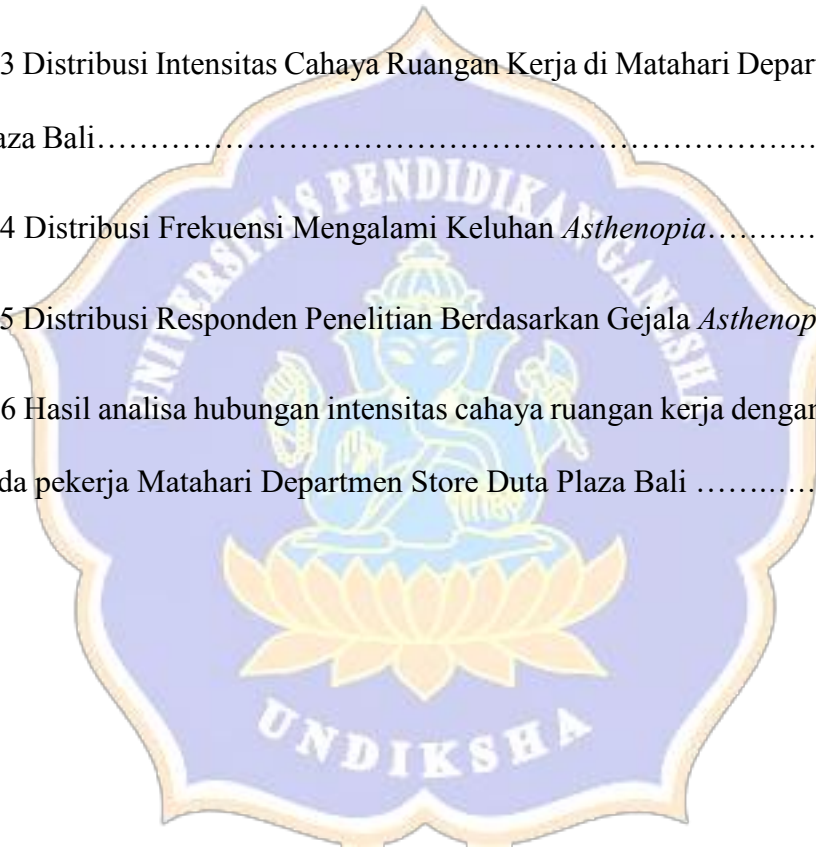 3 Distribusi Intensitas Cahaya Ruangan Kerja di Matahari Depar
aza Bali……………………………………………………………….…
4 Distribusi Frekuensi Mengalami Keluhan Asthenopia…………
5 Distribusi Responden Penelitian Berdasarkan Gejala Asthenop
6 Hasil analisa hubungan intensitas cahaya ruangan kerja dengan
da pekerja Matahari Departmen Store Duta Plaza Bali …….……
UNIVERSITAS PENDIDIKAN GANESHA
UNDIKSHA